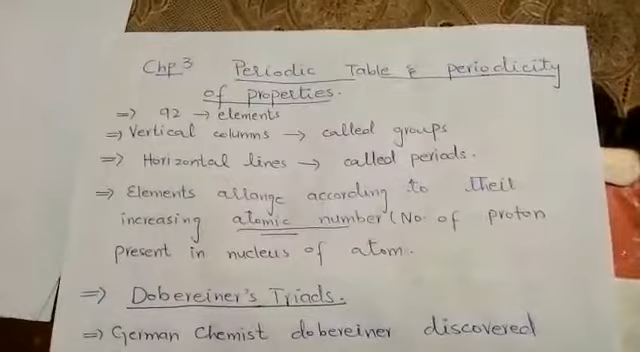 Chp 3 Periodic Table & periodicity
of properties.
=> 92 → elements
=> Vertical columns → called groups
=> Horizontal lines → called periods.
=> Elements arrange according to their
increasing atomic number (No. of proton
present in nucleus of atom.
=> Dobereiner's Triads.
=> German Chemist dobereiner discovered